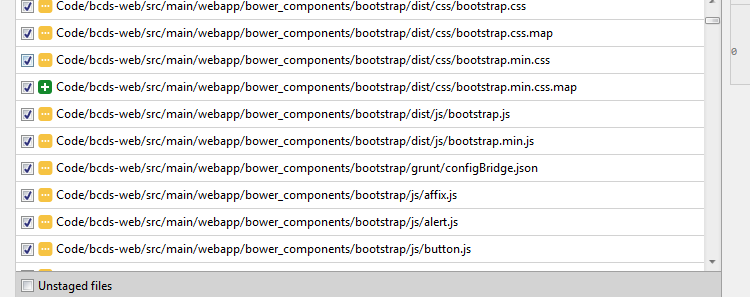 Code/bcds-web/src/main/webapp/bower_components/bootstrap/dist/css/bootstrap.css
Code/bcds-web/src/main/webapp/bower_components/bootstrap/dist/css/bootstrap.css.map
0
Code/bcds-web/src/main/webapp/bower_components/bootstrap/dist/css/bootstrap.min.css
Code/bcds-web/src/main/webapp/bower_components/bootstrap/dist/css/bootstrap.min.css.map
Code/bcds-web/src/main/webapp/bower_components/bootstrap/dist/js/bootstrap.js
Code/bcds-web/src/main/webapp/bower_components/bootstrap/dist/js/bootstrap.min.js
Code/bcds-web/src/main/webapp/bower_components/bootstrap/grunt/configBridge.json
Code/bcds-web/src/main/webapp/bower_components/bootstrap/js/affix.js
Code/bcds-web/src/main/webapp/bower_components/bootstrap/js/alert.js
Code/bcds-web/src/main/webapp/bower_components/bootstrap/js/button.js
Unstaged files